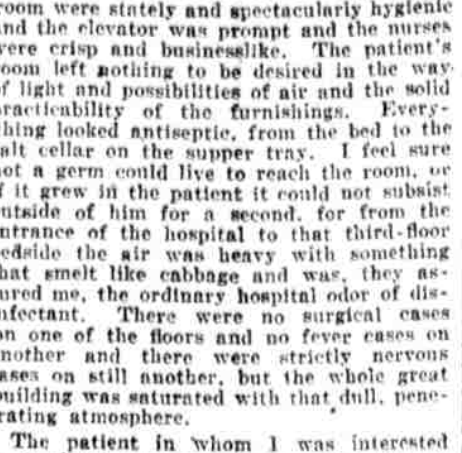 room were stately and spectacularly hygienic
and the elevator was prompt and the nurses
were crisp and businesslike. The patient's
room left nothing to be desired in the way
of light and possibilities of air and the solid
practicability of the furnishings. Every-
thing looked antiseptic, from the bed to the
salt cellar on the supper tray. I feel sure
not a germ could live to reach the room, or
if it grew in the patient it could not subsist
outside of him for a second, for from the
entrance of the hospital to that third-floor
bedside the air was heavy with something
that smelt like cabbage and was, they as-
sured me, the ordinary hospital odor of dis-
infectant. There were no surgical cases
on one of the floors and no fever cases on
another and there were strictly nervous
cases on still another, but the whole great
building was saturated with that dull, pene-
trating atmosphere.
The patient in whom I was interested